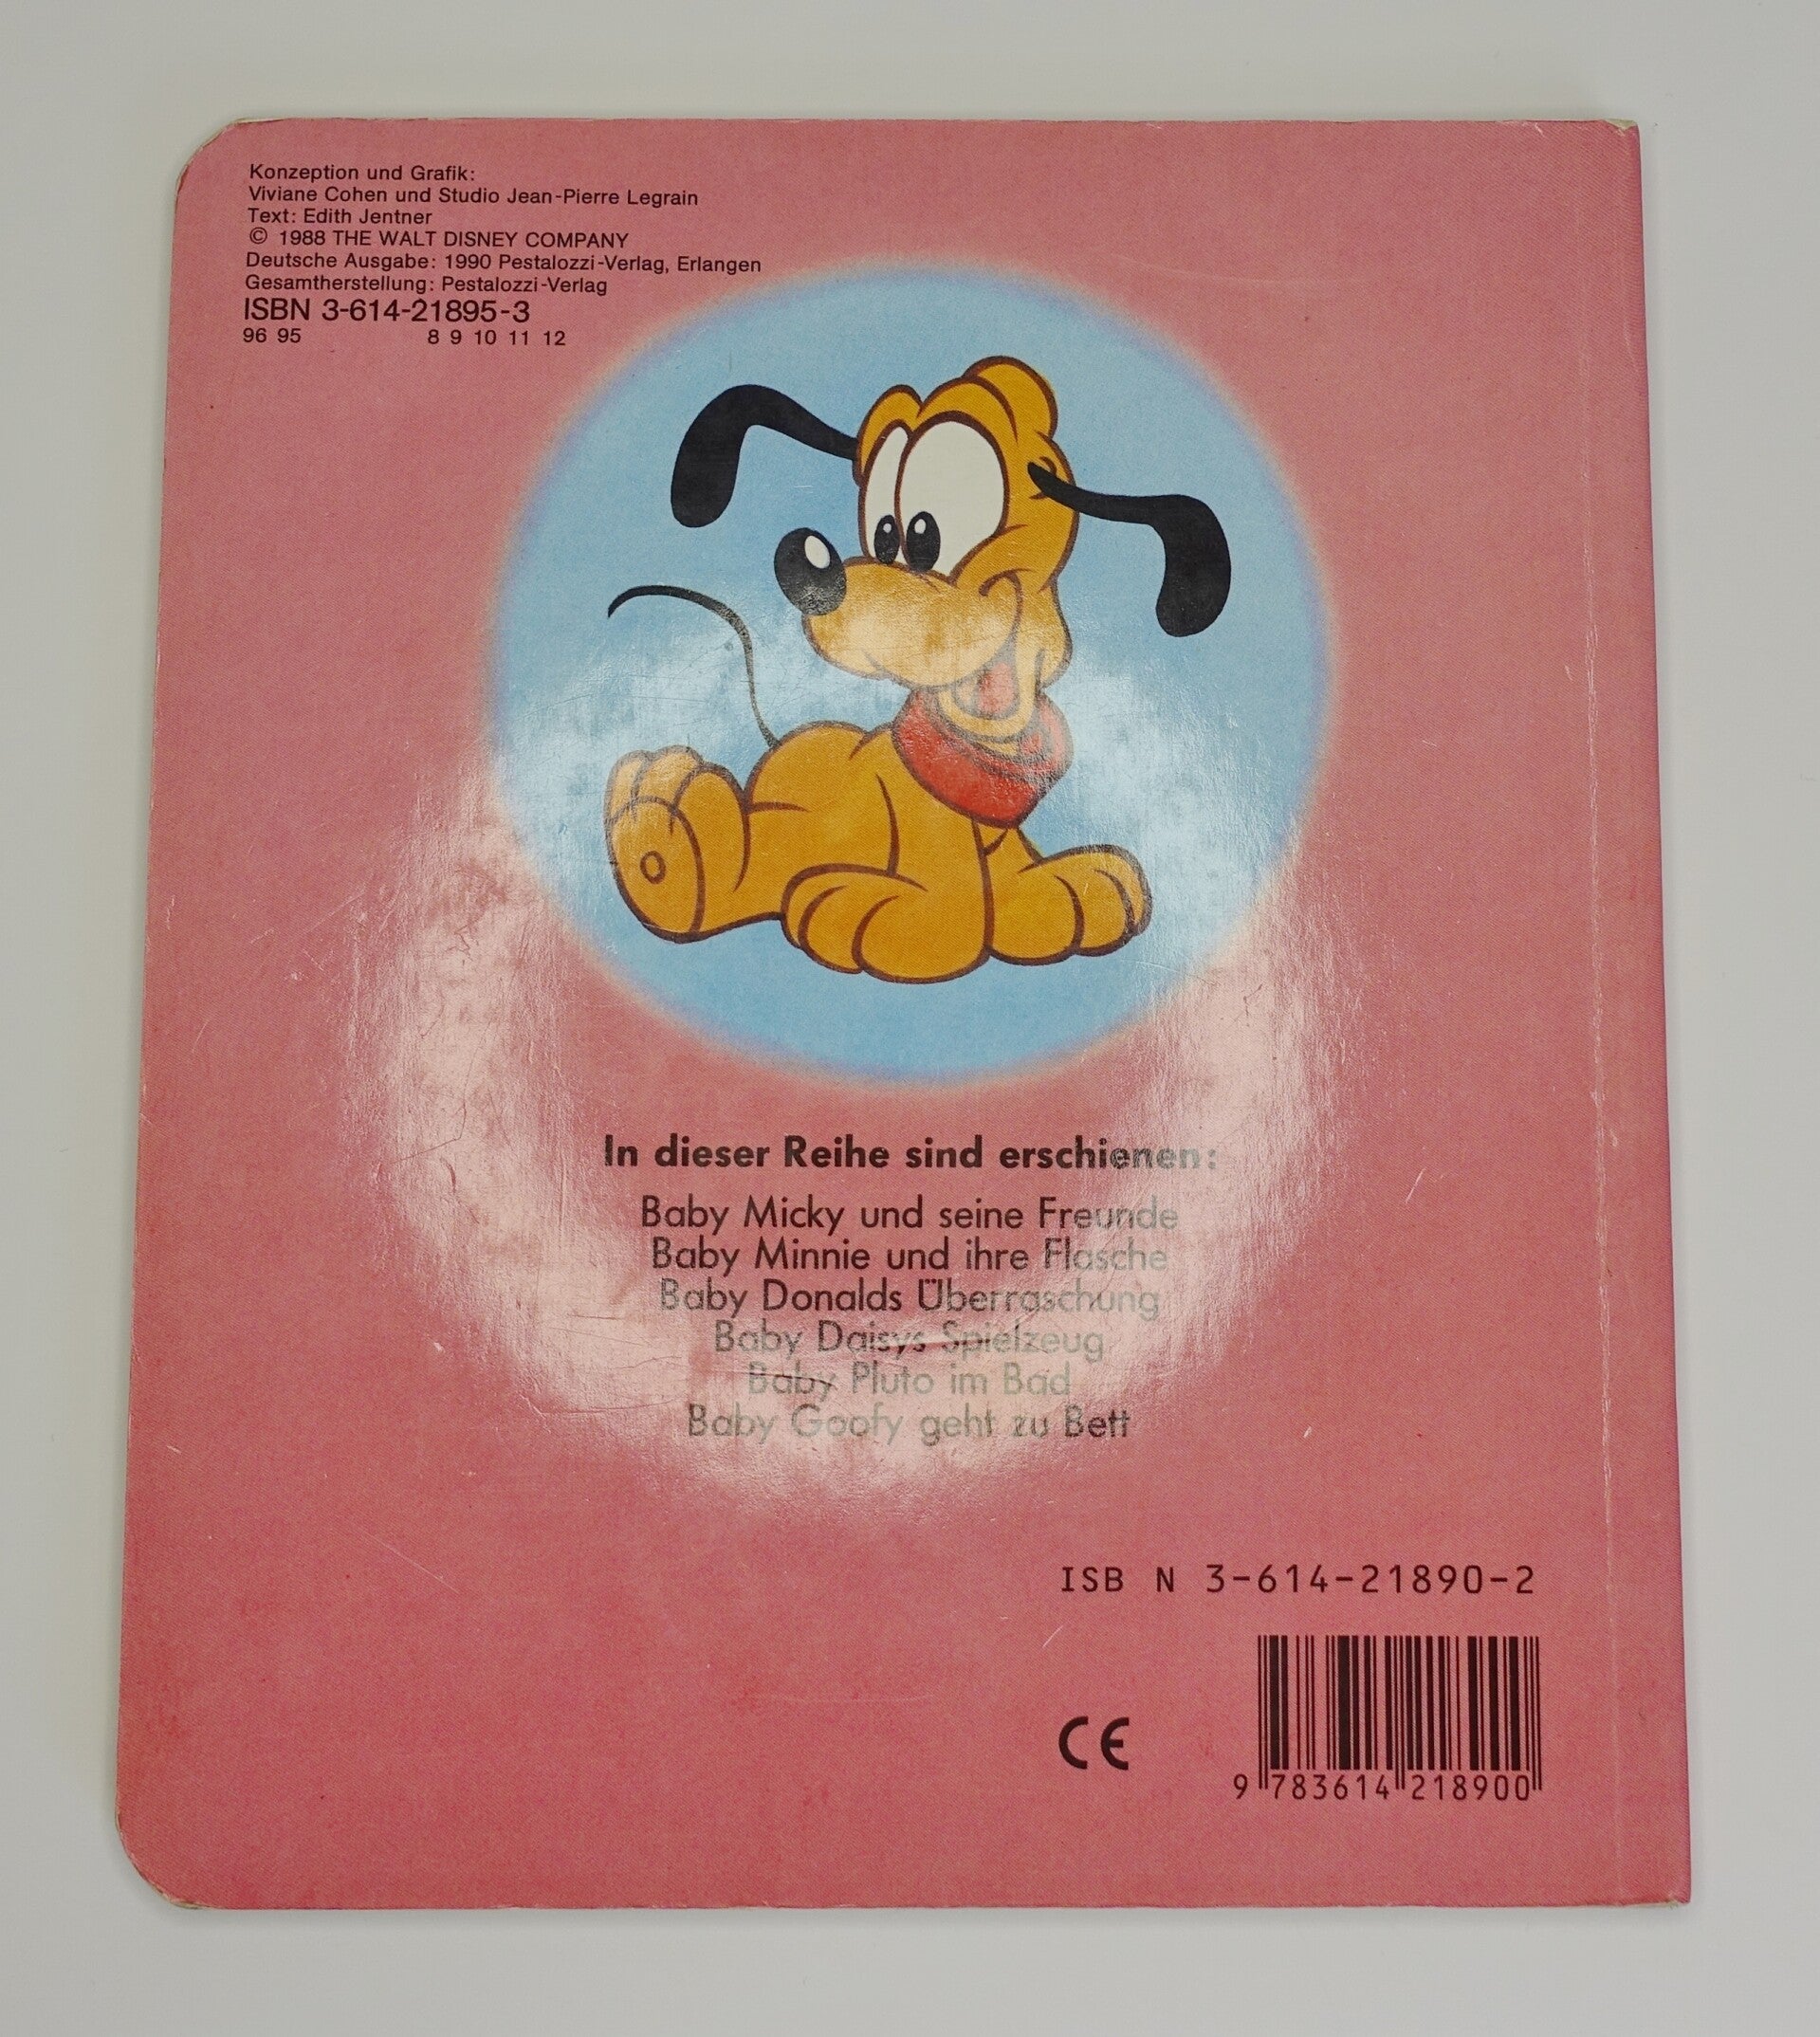 Konzeption und Grafik:
Viviane Cohen und Studio Jean-Pierre Legrain
Text: Edith Jentner
© 1988 THE WALT DISNEY COMPANY
Deutsche Ausgabe: 1990 Pestalozzi-Verlag, Erlangen
Gesamtherstellung: Pestalozzi-Verlag
ISBN 3-614-21895-3
96 95 8 9 10 11 12
In dieser Reihe sind erschienen:
Baby Micky und seine Freunde
Baby Minnie und ihre Flasche
Baby Donalds Überraschung
Baby Daisys Spielzeug
Baby Pluto im Bad
Baby Goofy geht zu Bett
ISB N 3-614-21890-2
CE
9 783614 218900